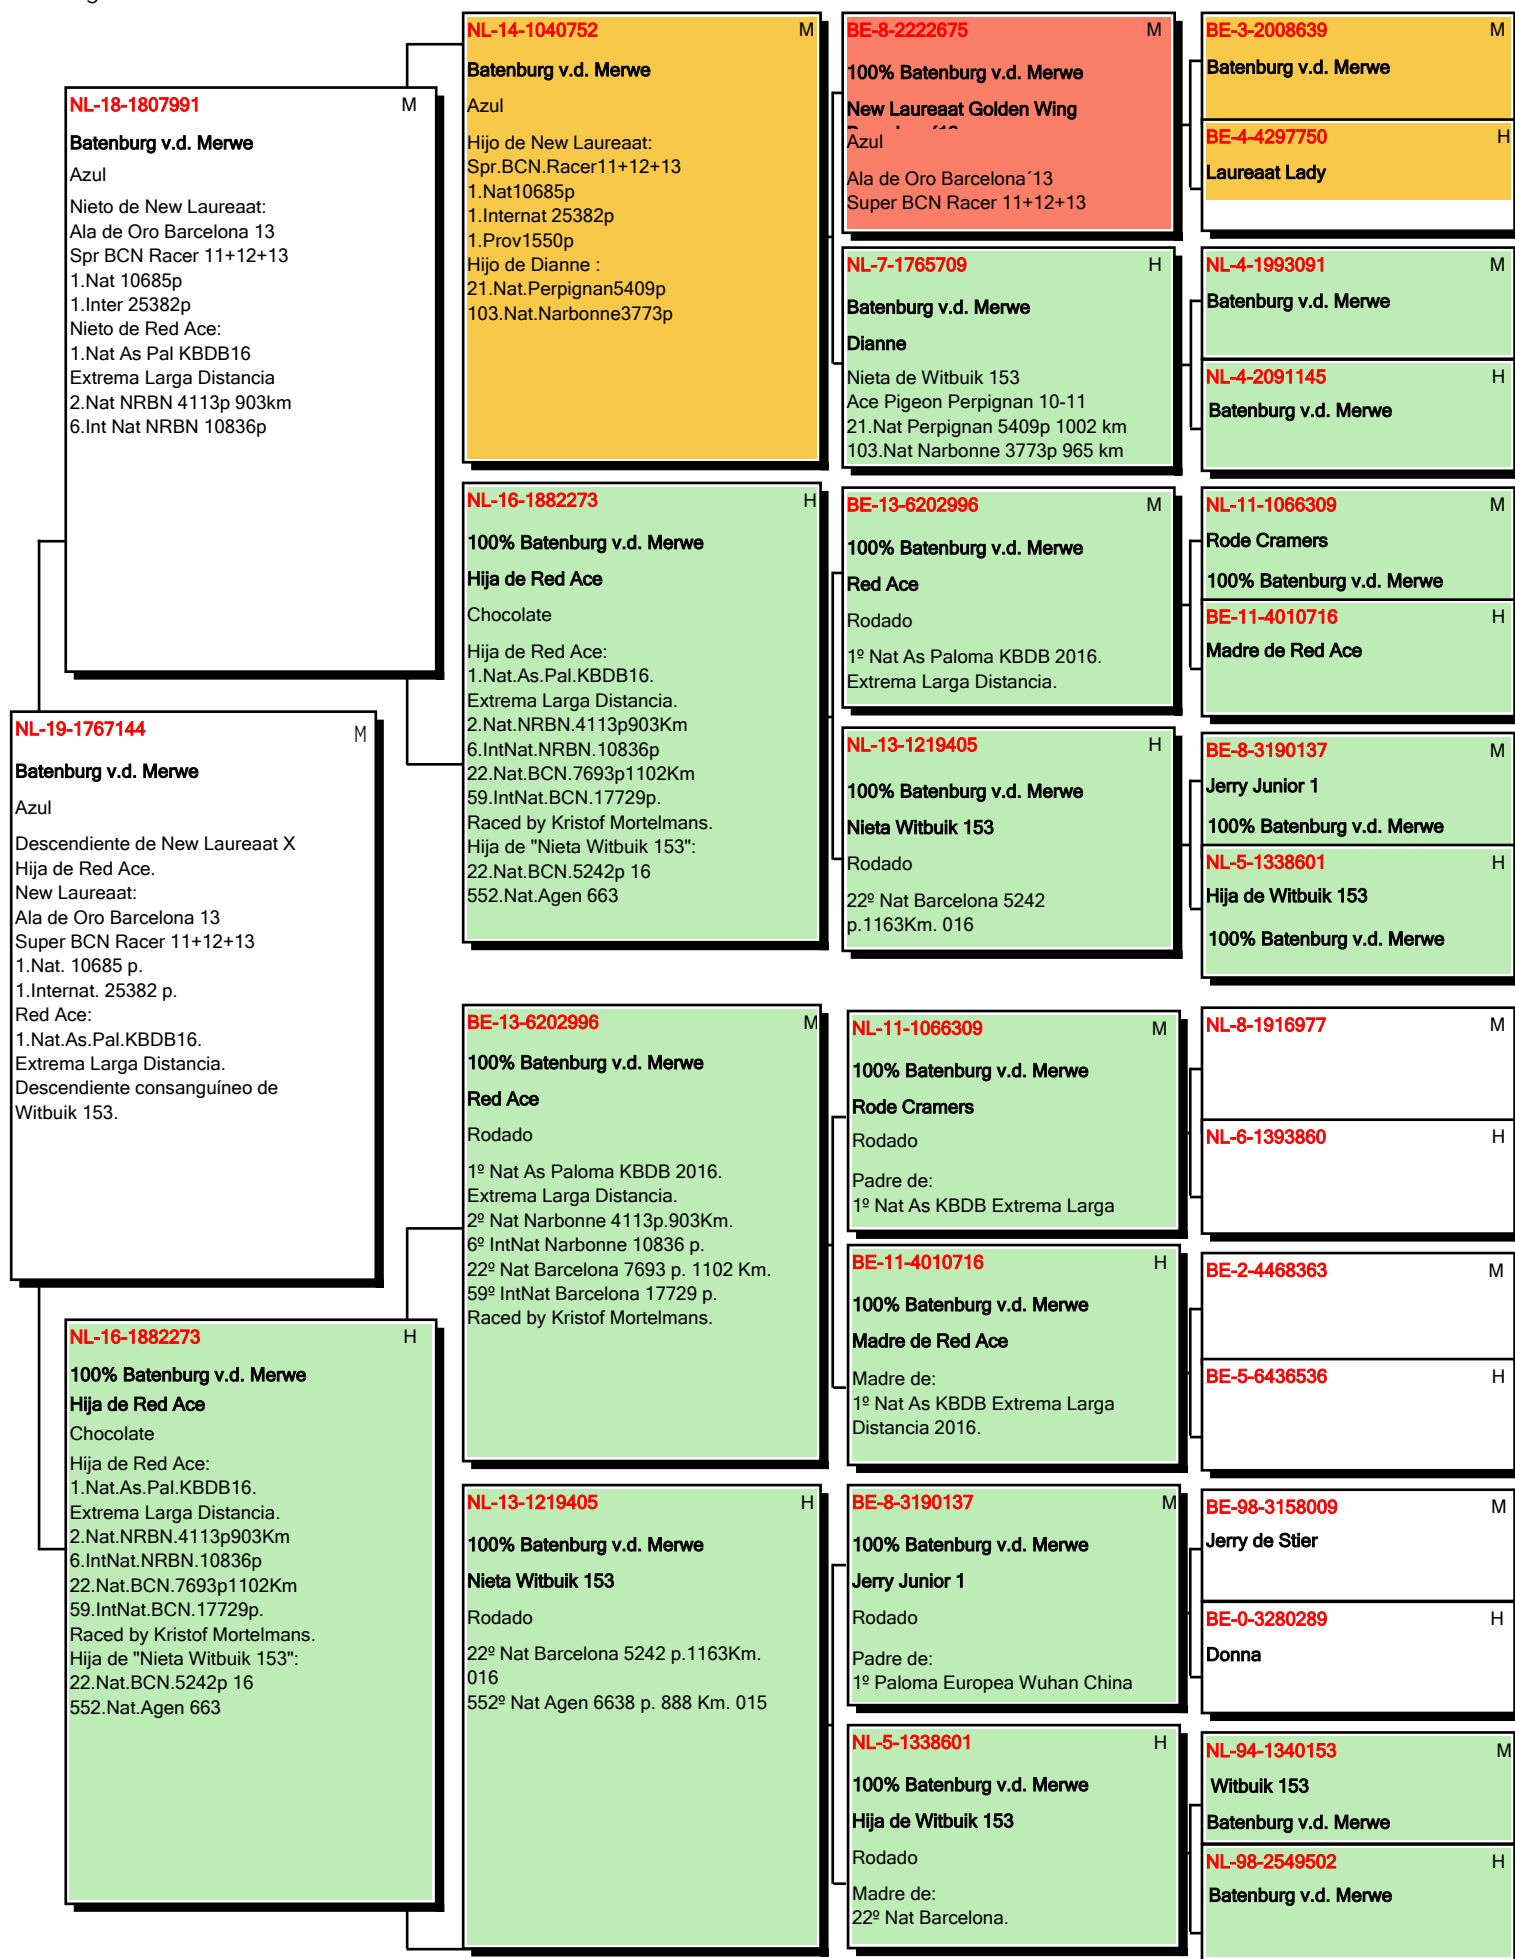 NL-19-1767144 M
Batenburg v.d. Merwe
Azul
Descendiente de New Laureaat X
Hija de Red Ace.
New Laureaat:
Ala de Oro Barcelona 13
Super BCN Racer 11+12+13
1.Nat. 10685 p.
1.Internat. 25382 p.
Red Ace:
1.Nat.As.Pal.KBDB16.
Extrema Larga Distancia.
Descendiente consanguíneo de
Witbuik 153.
NL-18-1807991 M
Batenburg v.d. Merwe
Azul
Nieto de New Laureaat:
Ala de Oro Barcelona 13
Spr BCN Racer 11+12+13
1.Nat 10685p
1.Inter 25382p
Nieto de Red Ace:
1.Nat As Pal KBDB16
Extrema Larga Distancia
2.Nat NRBN 4113p 903km
6.Int Nat NRBN 10836p
NL-16-1882273 H
100% Batenburg v.d. Merwe
Hija de Red Ace
Chocolate
Hija de Red Ace:
1.Nat.As.Pal.KBDB16.
Extrema Larga Distancia.
2.Nat.NRBN.4113p903Km
6.IntNat.NRBN.10836p
22.Nat.BCN.7693p1102Km
59.IntNat.BCN.17729p.
Raced by Kristof Mortelmans.
Hija de "Nieta Witbuik 153":
22.Nat.BCN.5242p 16
552.Nat.Agen 663
NL-14-1040752 M
Batenburg v.d. Merwe
Azul
Hijo de New Laureaat:
Spr.BCN.Racer11+12+13
1.Nat10685p
1.Internat 25382p
1.Prov1550p
Hijo de Dianne :
21.Nat.Perpignan5409p
103.Nat.Narbonne3773p
NL-16-1882273 H
100% Batenburg v.d. Merwe
Hija de Red Ace
Chocolate
Hija de Red Ace:
1.Nat.As.Pal.KBDB16.
Extrema Larga Distancia.
2.Nat.NRBN.4113p903Km
6.IntNat.NRBN.10836p
22.Nat.BCN.7693p1102Km
59.IntNat.BCN.17729p.
Raced by Kristof Mortelmans.
Hija de "Nieta Witbuik 153":
22.Nat.BCN.5242p 16
552.Nat.Agen 663
BE-13-6202996 M
100% Batenburg v.d. Merwe
Red Ace
Rodado
1º Nat As Paloma KBDB 2016.
Extrema Larga Distancia.
2º Nat Narbonne 4113p.903Km.
6º IntNat Narbonne 10836 p.
22º Nat Barcelona 7693 p. 1102 Km.
59º IntNat Barcelona 17729 p.
Raced by Kristof Mortelmans.
NL-13-1219405 H
100% Batenburg v.d. Merwe
Nieta Witbuik 153
Rodado
22º Nat Barcelona 5242 p.1163Km.
016
552º Nat Agen 6638 p. 888 Km. 015
BE-8-2222675 M
100% Batenburg v.d. Merwe
New Laureaat Golden Wing
Azul
Ala de Oro Barcelona´13
Super BCN Racer 11+12+13
NL-7-1765709 H
Batenburg v.d. Merwe
Dianne
Nieta de Witbuik 153
Ace Pigeon Perpignan 10-11
21.Nat Perpignan 5409p 1002 km
103.Nat Narbonne 3773p 965 km
BE-13-6202996 M
100% Batenburg v.d. Merwe
Red Ace
Rodado
1º Nat As Paloma KBDB 2016.
Extrema Larga Distancia.
NL-13-1219405 H
100% Batenburg v.d. Merwe
Nieta Witbuik 153
Rodado
22º Nat Barcelona 5242
p.1163Km. 016
NL-11-1066309 M
100% Batenburg v.d. Merwe
Rode Cramers
Rodado
Padre de:
1º Nat As KBDB Extrema Larga
BE-11-4010716 H
100% Batenburg v.d. Merwe
Madre de Red Ace
Madre de:
1º Nat As KBDB Extrema Larga
Distancia 2016.
BE-8-3190137 M
100% Batenburg v.d. Merwe
Jerry Junior 1
Rodado
Padre de:
1º Paloma Europea Wuhan China
NL-5-1338601 H
100% Batenburg v.d. Merwe
Hija de Witbuik 153
Rodado
Madre de:
22º Nat Barcelona.
BE-3-2008639 M
Batenburg v.d. Merwe
BE-4-4297750 H
Laureaat Lady
NL-4-1993091 M
Batenburg v.d. Merwe
NL-4-2091145 H
Batenburg v.d. Merwe
NL-11-1066309 M
Rode Cramers
100% Batenburg v.d. Merwe
BE-11-4010716 H
Madre de Red Ace
BE-8-3190137 M
Jerry Junior 1
100% Batenburg v.d. Merwe
NL-5-1338601 H
Hija de Witbuik 153
100% Batenburg v.d. Merwe
NL-8-1916977 M
NL-6-1393860 H
BE-2-4468363 M
BE-5-6436536 H
BE-98-3158009 M
Jerry de Stier
BE-0-3280289 H
Donna
NL-94-1340153 M
Witbuik 153
Batenburg v.d. Merwe
NL-98-2549502 H
Batenburg v.d. Merwe